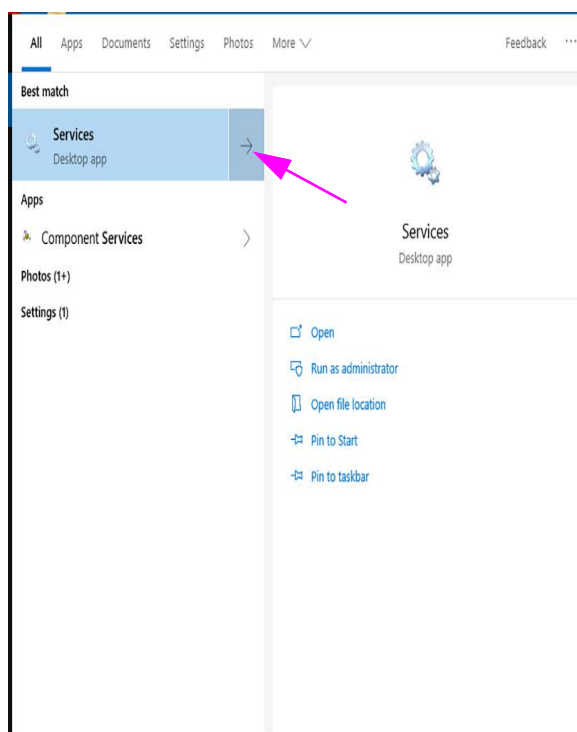 All Apps Documents Settings Photos More Feedback ...
Best match
Services
Desktop app
Apps
Component Services
Photos (1+)
Settings (1)
Services
Desktop app
Open
Run as administrator
Open file location
Pin to Start
Pin to taskbar